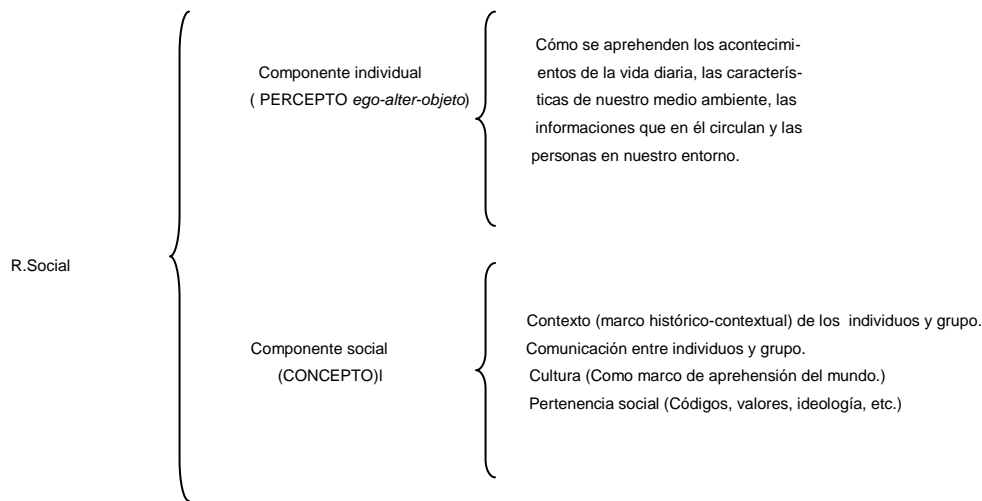 Componente individual
( PERCEPTO ego-alter-objeto)
Cómo se aprehenden los acontecimi-
entos de la vida diaria, las caracterís-
ticas de nuestro medio ambiente, las
informaciones que en él circulan y las
personas en nuestro entorno.
R.Social
Componente social
(CONCEPTO)l
Contexto (marco histórico-contextual) de los individuos y grupo.
Comunicación entre individuos y grupo.
Cultura (Como marco de aprehensión del mundo.)
Pertenencia social (Códigos, valores, ideología, etc.)